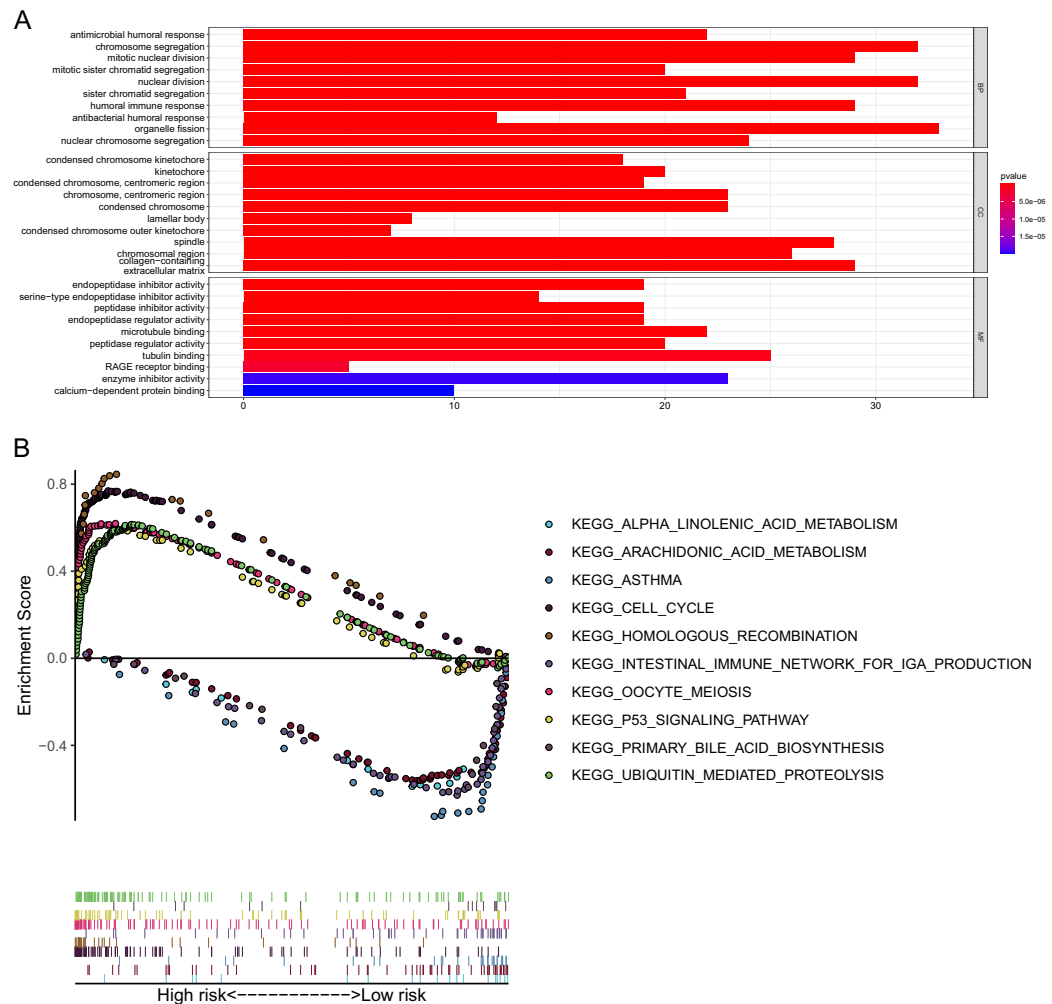 A
antimicrobial humoral response
chromosome segregation
mitotic nuclear division
mitotic sister chromatid segregation
nuclear division
sister chromatid segregation
humoral immune response
antibacterial humoral response
organelle fission
nuclear chromosome segregation
BP
condensed chromosome kinetochore
kinetochore
condensed chromosome, centromeric region
chromosome, centromeric region
condensed chromosome
lamellar body
condensed chromosome outer kinetochore
spindle
chromosomal region
collagen−containing
extracellular matrix
CC
endopeptidase inhibitor activity
serine−type endopeptidase inhibitor activity
peptidase inhibitor activity
endopeptidase regulator activity
microtubule binding
peptidase regulator activity
tubulin binding
RAGE receptor binding
enzyme inhibitor activity
calcium−dependent protein binding
MF
0 10 20 30
pvalue
5.0e−06
1.0e−05
1.5e−05
B
Enrichment Score
0.8
0.4
0.0
−0.4
KEGG_ALPHA_LINOLENIC_ACID_METABOLISM
KEGG_ARACHIDONIC_ACID_METABOLISM
KEGG_ASTHMA
KEGG_CELL_CYCLE
KEGG_HOMOLOGOUS_RECOMBINATION
KEGG_INTESTINAL_IMMUNE_NETWORK_FOR_IGA_PRODUCTION
KEGG_OOCYTE_MEIOSIS
KEGG_P53_SIGNALING_PATHWAY
KEGG_PRIMARY_BILE_ACID_BIOSYNTHESIS
KEGG_UBIQUITIN_MEDIATED_PROTEOLYSIS
High risk<−−−−−−−−−−−>Low risk